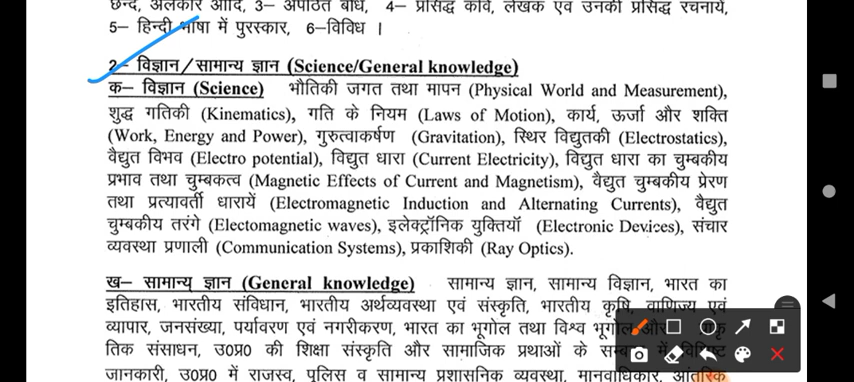 छन्द, अलंकार आदि, 3– अपठित बोध, 4– प्रसिद्ध कवि, लेखक एवं उनकी प्रसिद्ध रचनायें,
5– हिन्दी भाषा में पुरस्कार, 6–विविध ।
2– विज्ञान/सामान्य ज्ञान (Science/General knowledge)
क– विज्ञान (Science) भौतिकी जगत तथा मापन (Physical World and Measurement),
शुद्ध गतिकी (Kinematics), गति के नियम (Laws of Motion), कार्य, ऊर्जा और शक्ति
(Work, Energy and Power), गुरुत्वाकर्षण (Gravitation), स्थिर विद्युतकी (Electrostatics),
वैद्युत विभव (Electro potential), विद्युत धारा (Current Electricity), विद्युत धारा का चुम्बकीय
प्रभाव तथा चुम्बकत्व (Magnetic Effects of Current and Magnetism), वैद्युत चुम्बकीय प्रेरण
तथा प्रत्यावर्ती धारायें (Electromagnetic Induction and Alternating Currents), वैद्युत
चुम्बकीय तरंगे (Electomagnetic waves), इलेक्ट्रॉनिक युक्तियॉ (Electronic Devices), संचार
व्यवस्था प्रणाली (Communication Systems), प्रकाशिकी (Ray Optics).
ख– सामान्य ज्ञान (General knowledge) सामान्य ज्ञान, सामान्य विज्ञान, भारत का
इतिहास, भारतीय संविधान, भारतीय अर्थव्यवस्था एवं संस्कृति, भारतीय कृषि, वाणिज्य एवं
व्यापार, जनसंख्या, पर्यावरण एवं नगरीकरण, भारत का भूगोल तथा विश्व भूगोल और
तिक संसाधन, उ0प्र0 की शिक्षा संस्कृति और सामाजिक प्रथाओं के
जानकारी, उ0प्र0 में राजस्व, पुलिस व सामान्य प्रशासनिक व्यवस्था, मानवाधिकार, आंतरिक